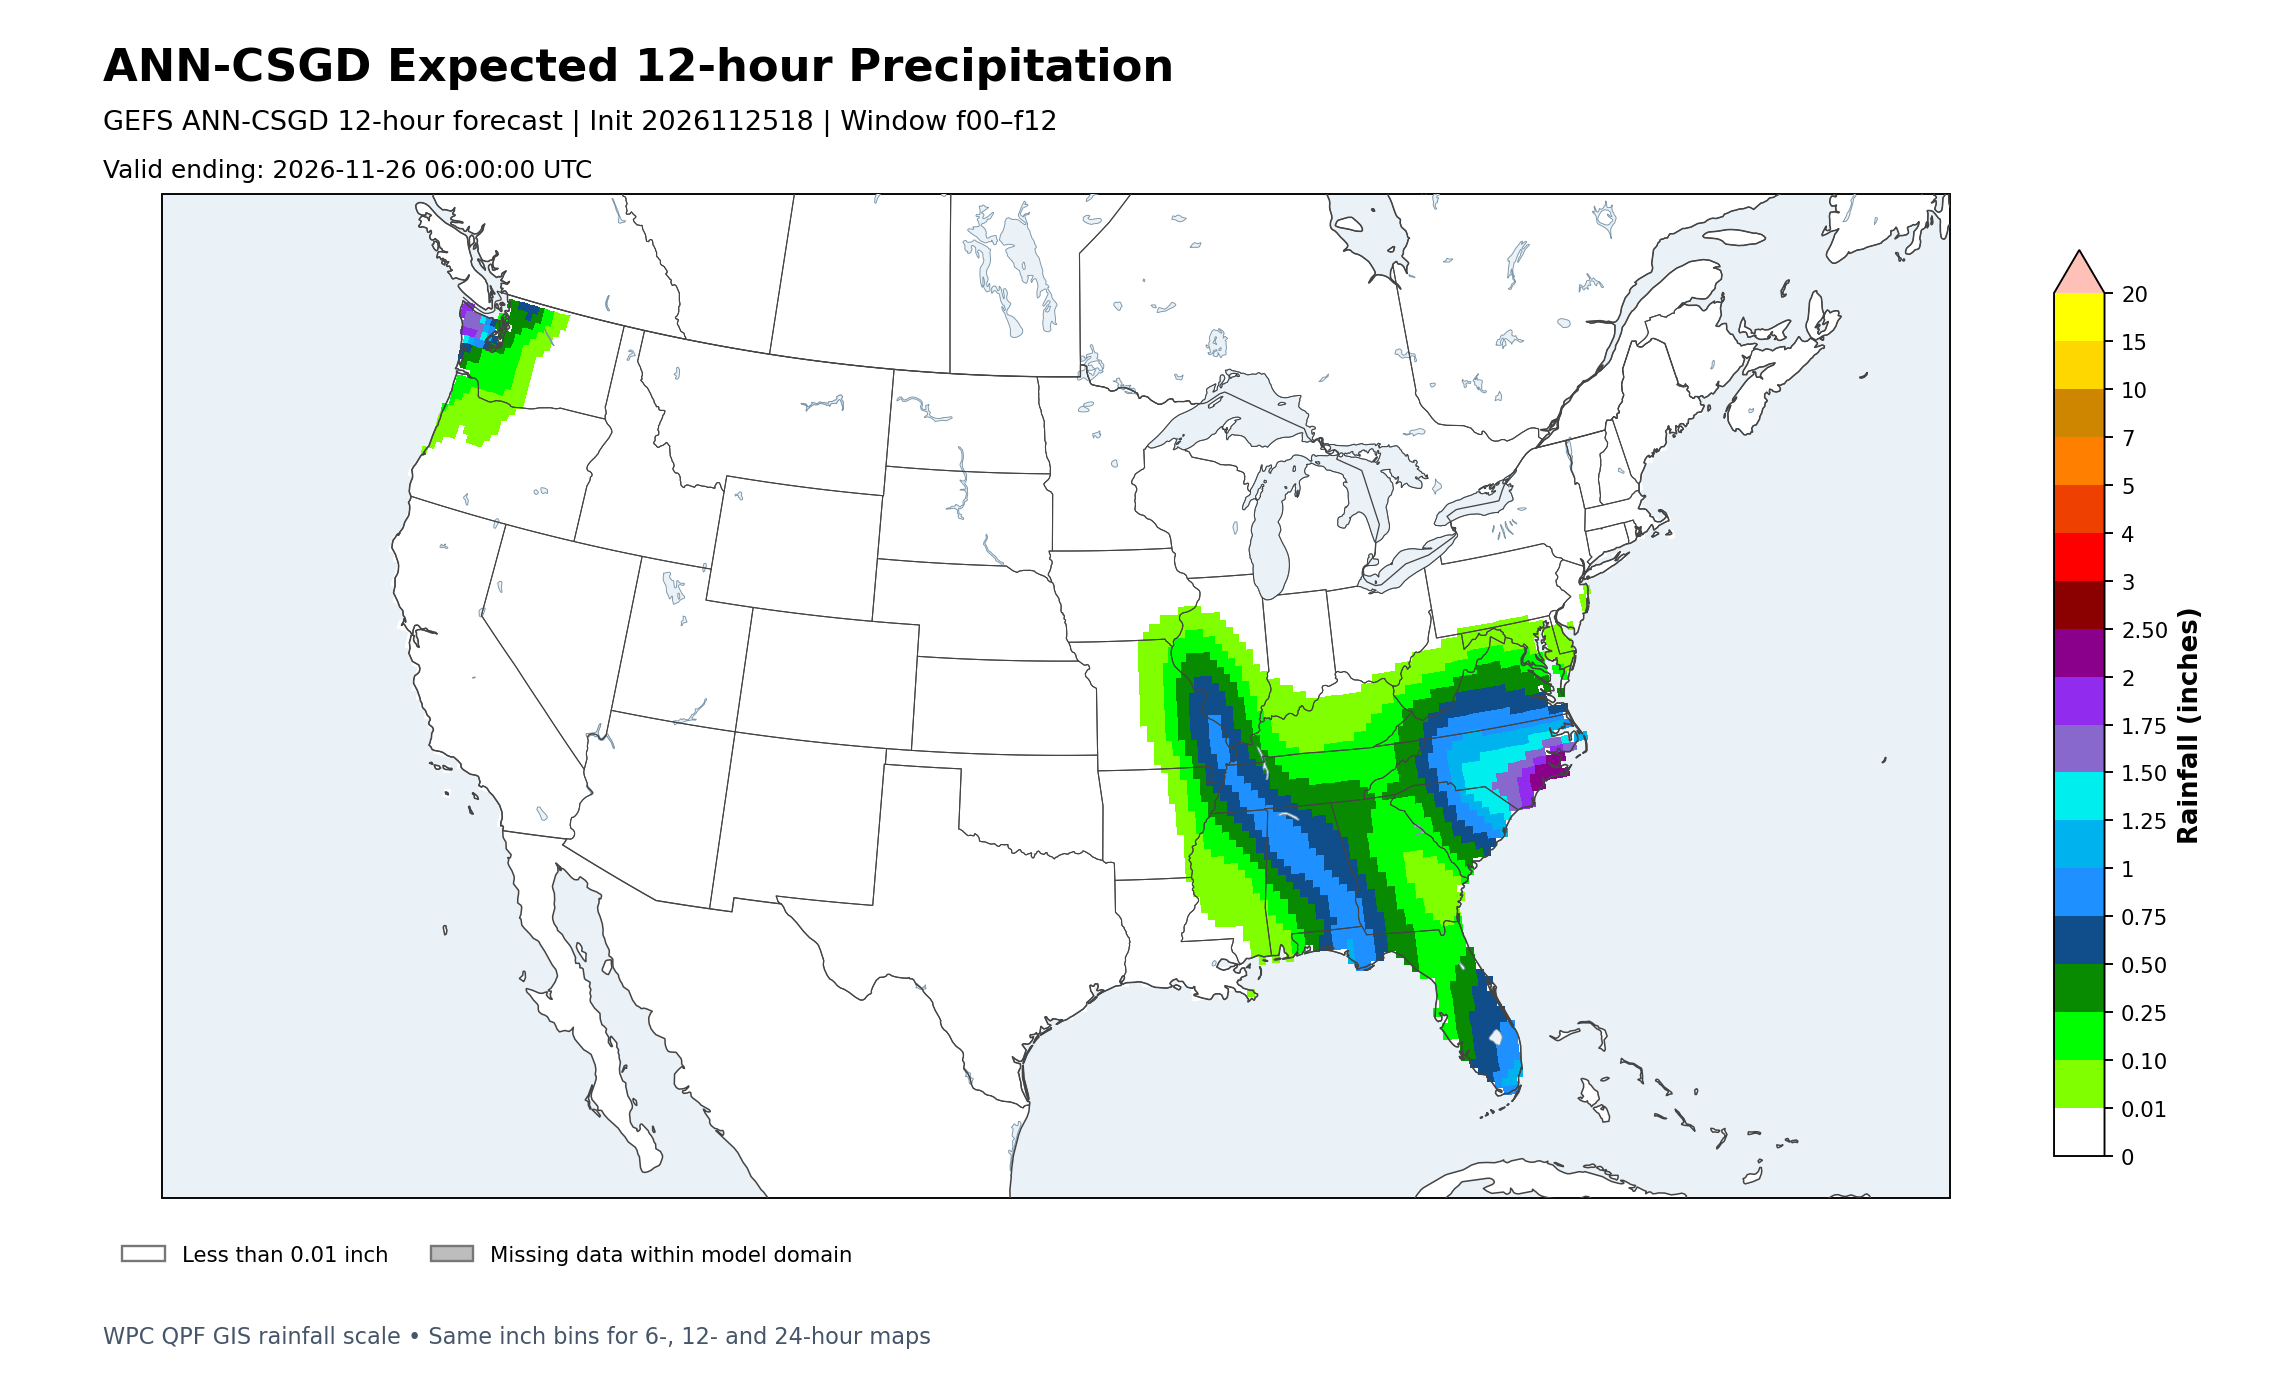 ANN-CSGD Expected 12-hour Precipitation
GEFS ANN-CSGD 12-hour forecast | Init 2026112518 | Window f00–f12
Valid ending: 2026-11-26 06:00:00 UTC
20
15
10
7
5
4
3
2.50
2
1.75
1.50
1.25
1
0.75
0.50
0.25
0.10
0.01
0
Rainfall (inches)
Less than 0.01 inch
Missing data within model domain
WPC QPF GIS rainfall scale • Same inch bins for 6-, 12- and 24-hour maps